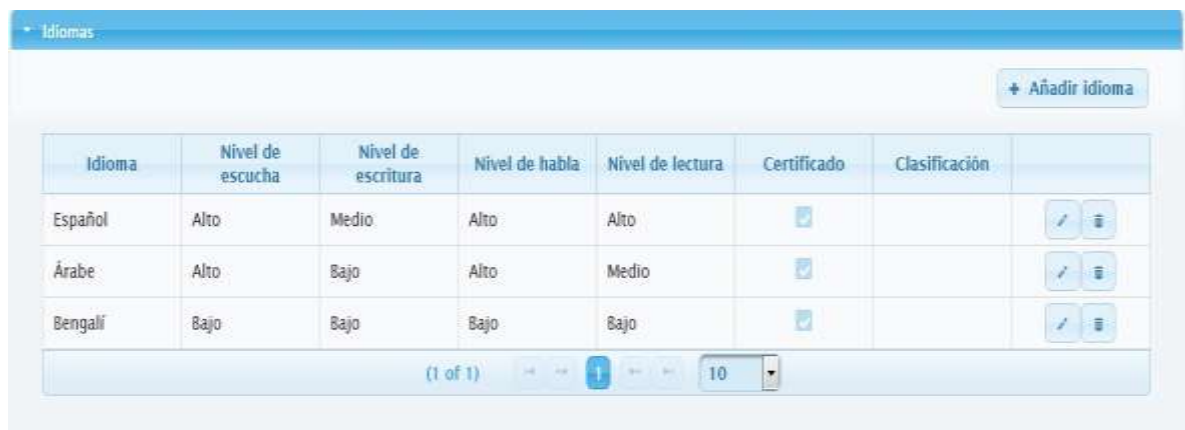 Idiomas
+ Añadir idioma
Idioma Nivel de escucha Nivel de escritura Nivel de habla Nivel de lectura Certificado Clasificación
Español Alto Medio Alto Alto
Árabe Alto Bajo Alto Medio
Bengalí Bajo Bajo Bajo Bajo
(1 of 1) 1 10